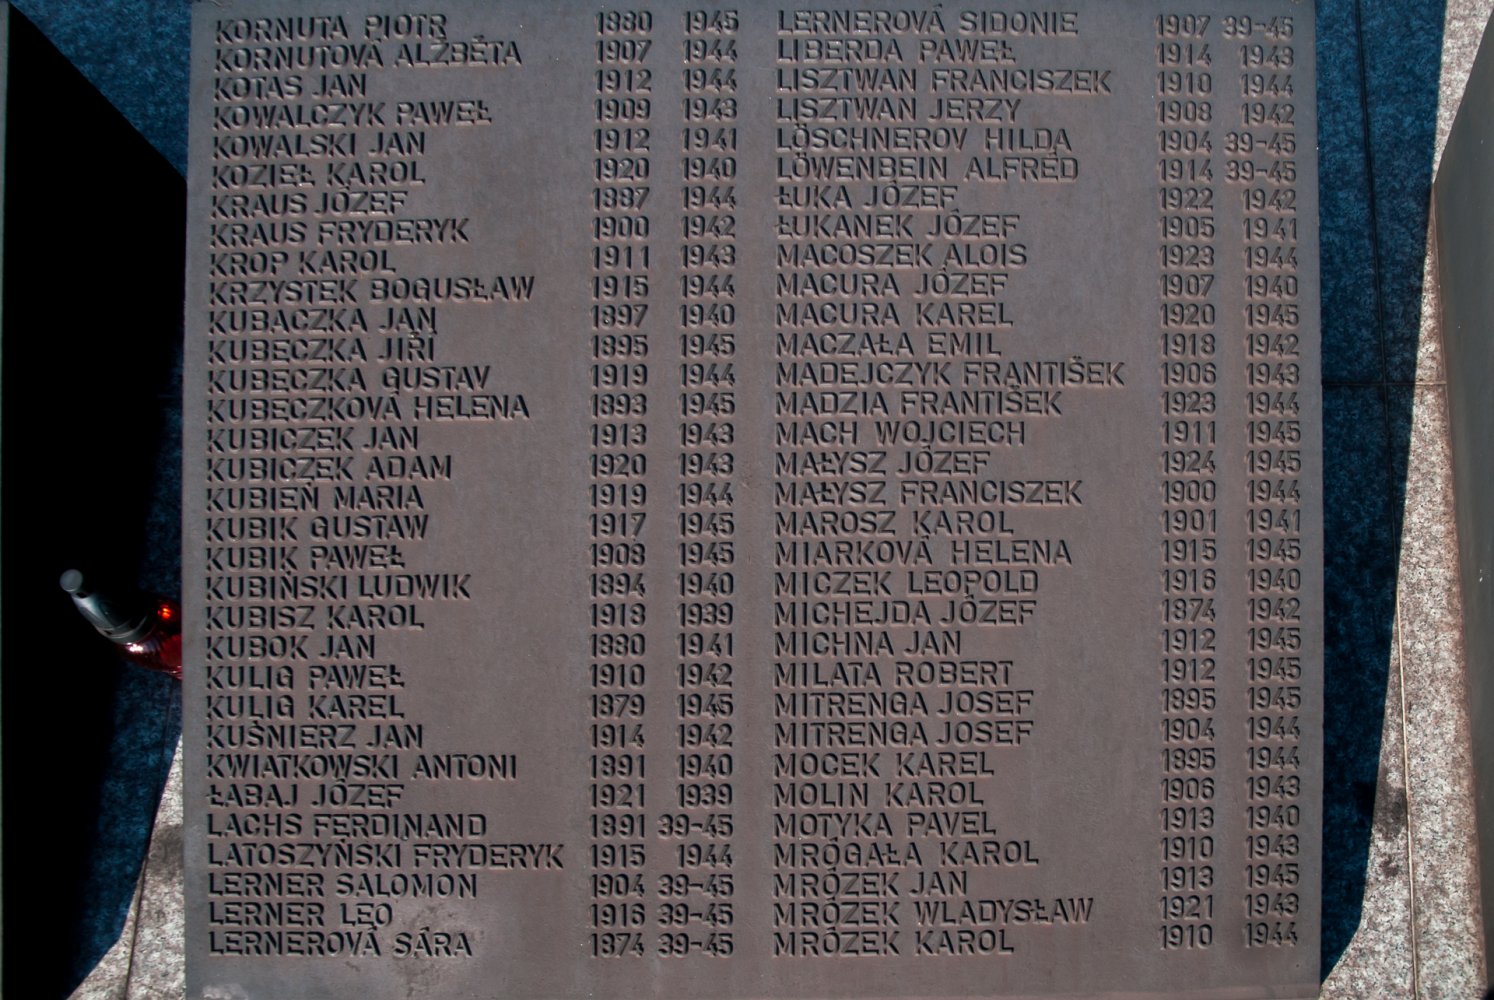 KORNUTA PIOTR 1880 1945
KORNUTOVÁ ALŽBĚTA 1907 1944
KOTAS JAN 1912 1944
KOWALCZYK PAWEŁ 1909 1943
KOWALSKI JAN 1912 1941
KOZIEŁ KAROL 1920 1940
KRAUS JÓZEF 1887 1944
KRAUS FRYDERYK 1900 1942
KROP KAROL 1911 1943
KRZYSTEK BOGUSŁAW 1915 1944
KUBACZKA JAN 1897 1940
KUBECZKA JIŘÍ 1895 1945
KUBECZKA GUSTAV 1919 1944
KUBECZKOVÁ HELENA 1893 1945
KUBICZEK JAN 1913 1943
KUBICZEK ADAM 1920 1943
KUBIEŃ MARIA 1919 1944
KUBIK GUSTAW 1917 1945
KUBIK PAWEŁ 1908 1945
KUBIŃSKI LUDWIK 1894 1940
KUBISZ KAROL 1918 1939
KUBOK JAN 1880 1941
KULIG PAWEŁ 1910 1942
KULIG KAREL 1879 1945
KUŚNIERZ JAN 1914 1942
KWIATKOWSKI ANTONI 1891 1940
ŁABAJ JÓZEF 1921 1939
LACHS FERDINAND 1891 39-45
LATOSZYŃSKI FRYDERYK 1915 1944
LERNER SALOMON 1904 39-45
LERNER LEO 1916 39-45
LERNEROVÁ SÁRA 1874 39-45
LERNEROVÁ SIDONIE 1907 39-45
LIBERDA PAWEŁ 1914 1943
LISZTWAN FRANCISZEK 1910 1944
LISZTWAN JERZY 1908 1942
LÖSCHNEROV HILDA 1904 39-45
LÖWENBEIN ALFRÉD 1914 39-45
ŁUKA JÓZEF 1922 1942
ŁUKANEK JÓZEF 1905 1941
MACOSZEK ALOIS 1923 1944
MACURA JÓZEF 1907 1940
MACURA KAREL 1920 1945
MACZAŁA EMIL 1918 1942
MADEJCZYK FRANTIŠEK 1906 1943
MADZIA FRANTIŠEK 1923 1944
MACH WOJCIECH 1911 1945
MAŁYSZ JÓZEF 1924 1945
MAŁYSZ FRANCISZEK 1900 1944
MAROSZ KAROL 1901 1941
MIARKOVÁ HELENA 1915 1945
MICZEK LEOPOLD 1916 1940
MICHEJDA JÓZEF 1874 1942
MICHNA JAN 1912 1945
MILATA ROBERT 1912 1945
MITRENGA JOSEF 1895 1945
MITRENGA JOSEF 1904 1944
MOCEK KAREL 1895 1944
MOLIN KAROL 1906 1943
MOTYKA PAVEL 1913 1940
MRÓGAŁA KAROL 1910 1943
MRÓZEK JAN 1913 1945
MRÓZEK WLADYSŁAW 1921 1943
MRÓZEK KAROL 1910 1944